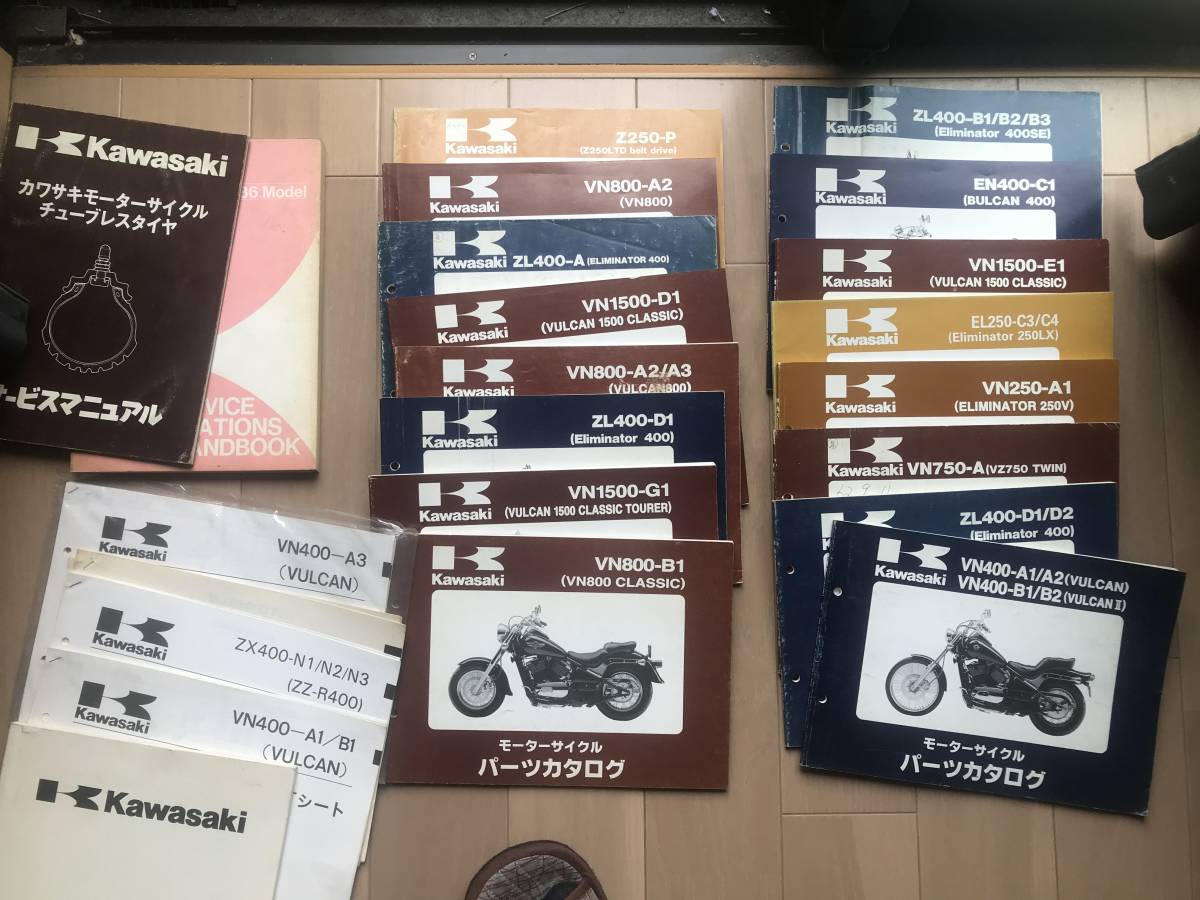 Kawasaki
カワサキモーターサイクル
チューブレスタイヤ
サービスマニュアル
86 Model
HANDBOOK
Kawasaki
VN400-A3
(VULCAN)
Kawasaki
ZX400-N1/N2/N3
(ZZ-R400)
Kawasaki
VN400-A1/B1
(VULCAN)
シート
Kawasaki
Z250-P
(Z250LTD belt drive)
Kawasaki
VN800-A2
(VN800)
Kawasaki
ZL400-A (ELIMINATOR 400)
Kawasaki
VN1500-D1
(VULCAN 1500 CLASSIC)
Kawasaki
VN800-A2/A3
(VULCAN800)
Kawasaki
ZL400-D1
(Eliminator 400)
Kawasaki
VN1500-G1
(VULCAN 1500 CLASSIC TOURER)
Kawasaki
VN800-B1
(VN800 CLASSIC)
モーターサイクル
パーツカタログ
Kawasaki
ZL400-B1/B2/B3
(Eliminator 400SE)
Kawasaki
EN400-C1
(BULCAN 400)
Kawasaki
VN1500-E1
(VULCAN 1500 CLASSIC)
Kawasaki
EL250-C3/C4
(Eliminator 250LX)
Kawasaki
VN250-A1
(ELIMINATOR 250V)
Kawasaki VN750-A (VZ750 TWIN)
ZL400-D1/D2
(Eliminator 400)
Kawasaki
VN400-A1/A2 (VULCAN)
VN400-B1/B2 (VULCAN II)
モーターサイクル
パーツカタログ